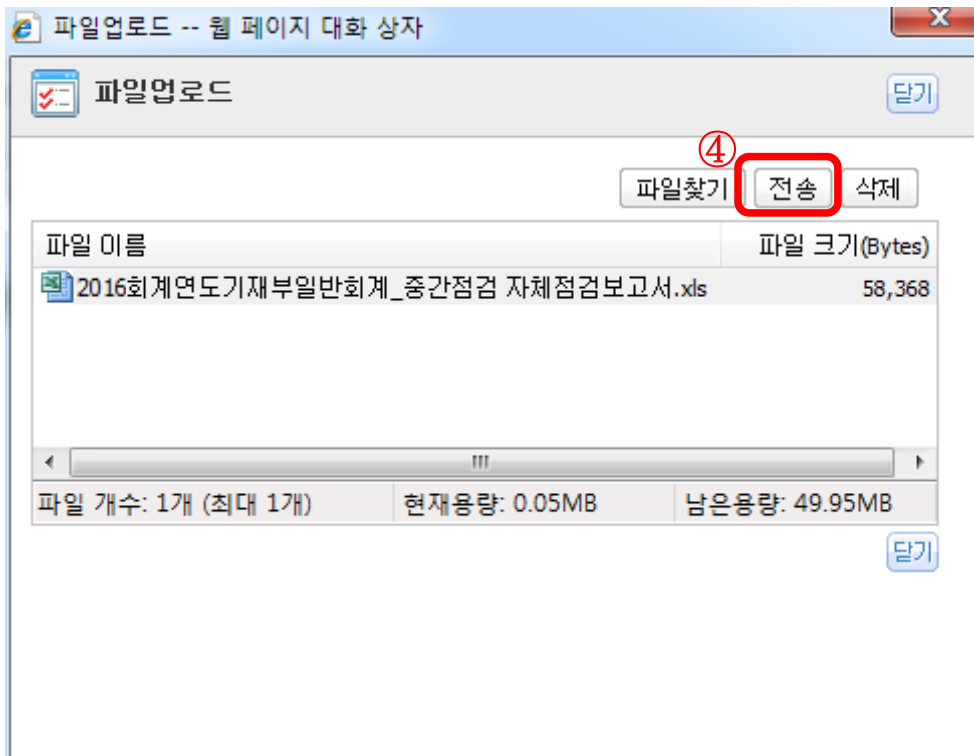 파일업로드 -- 웹 페이지 대화 상자
파일업로드
닫기
④
파일찾기 전송 삭제
파일 이름 파일 크기(Bytes)
2016회계연도기재부일반회계_중간점검 자체점검보고서.xls 58,368
파일 개수: 1개 (최대 1개) 현재용량: 0.05MB 남은용량: 49.95MB
닫기